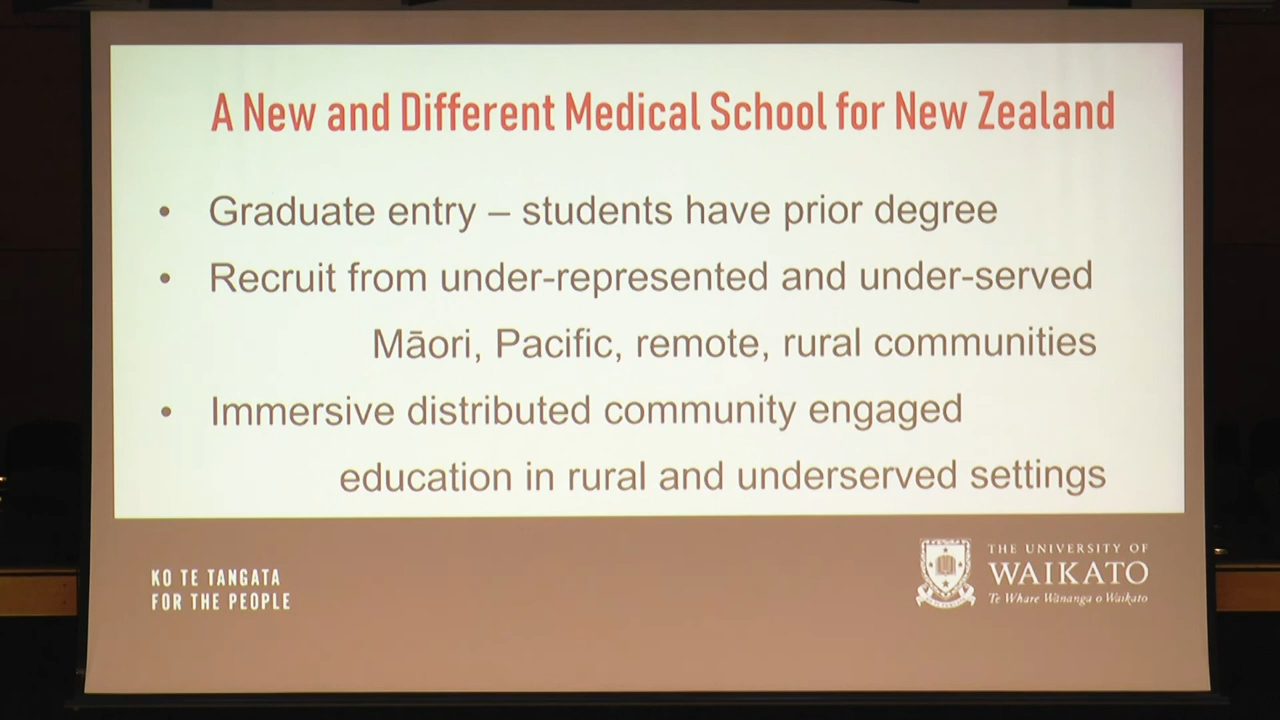 A New and Different Medical School for New Zealand
• Graduate entry – students have prior degree
• Recruit from under-represented and under-served
Māori, Pacific, remote, rural communities
• Immersive distributed community engaged
education in rural and underserved settings
KO TE TANGATA
FOR THE PEOPLE
THE UNIVERSITY OF
WAIKATO
Te Whare Wānanga o Waikato